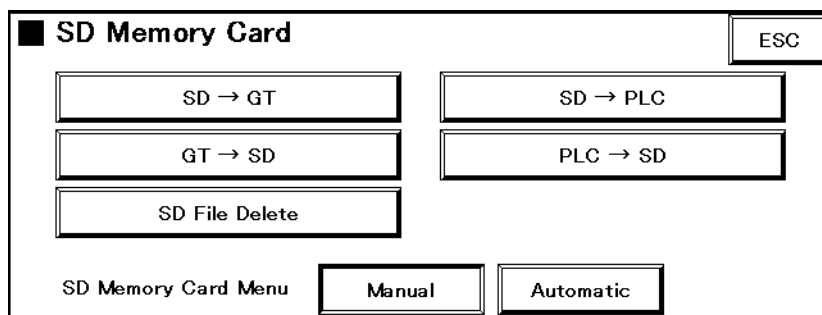 SD Memory Card
ESC
SD → GT
SD → PLC
GT → SD
PLC → SD
SD File Delete
SD Memory Card Menu
Manual
Automatic